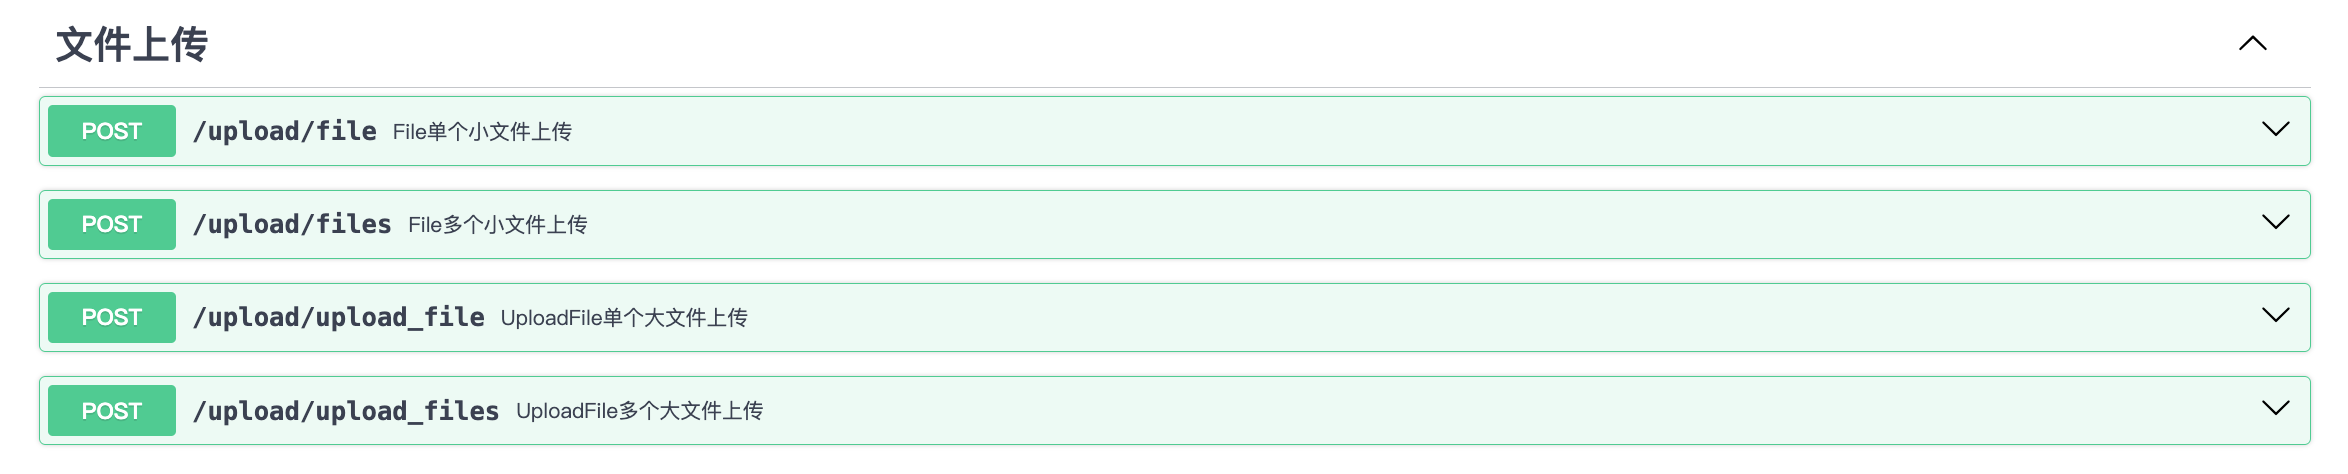 文件上传
POST /upload/file File单个小文件上传
POST /upload/files File多个小文件上传
POST /upload/upload_file UploadFile单个大文件上传
POST /upload/upload_files UploadFile多个大文件上传